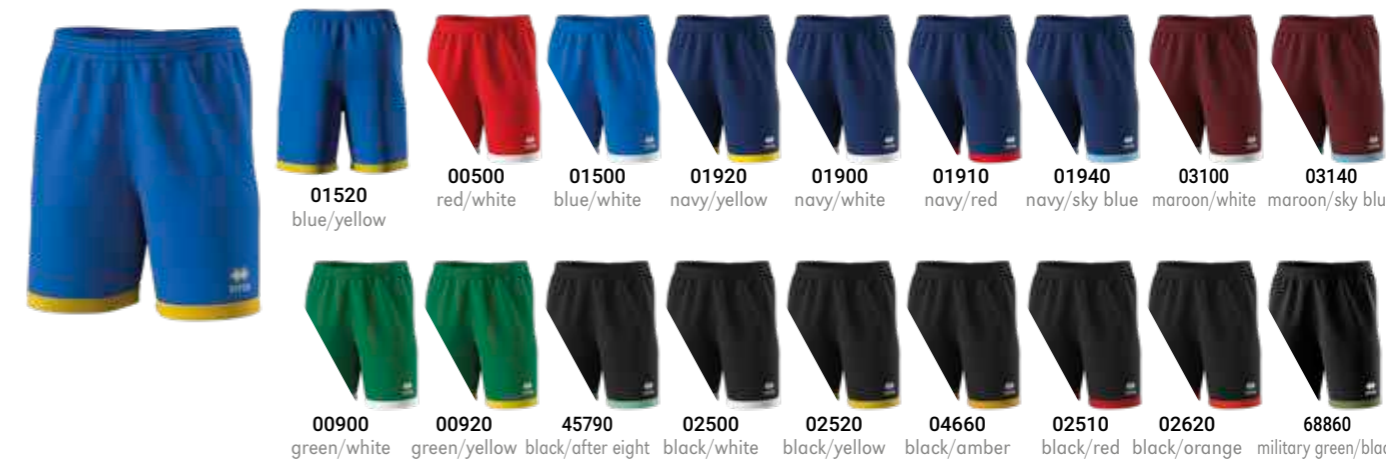 01520
blue/yellow
00500
red/white
01500
blue/white
01920
navy/yellow
01900
navy/white
01910
navy/red
01940
navy/sky blue
03100
maroon/white
03140
maroon/sky blu
00900
green/white
00920
green/yellow
45790
black/after eight
02500
black/white
02520
black/yellow
04660
black/amber
02510
black/red
02620
black/orange
68860
military green/blac